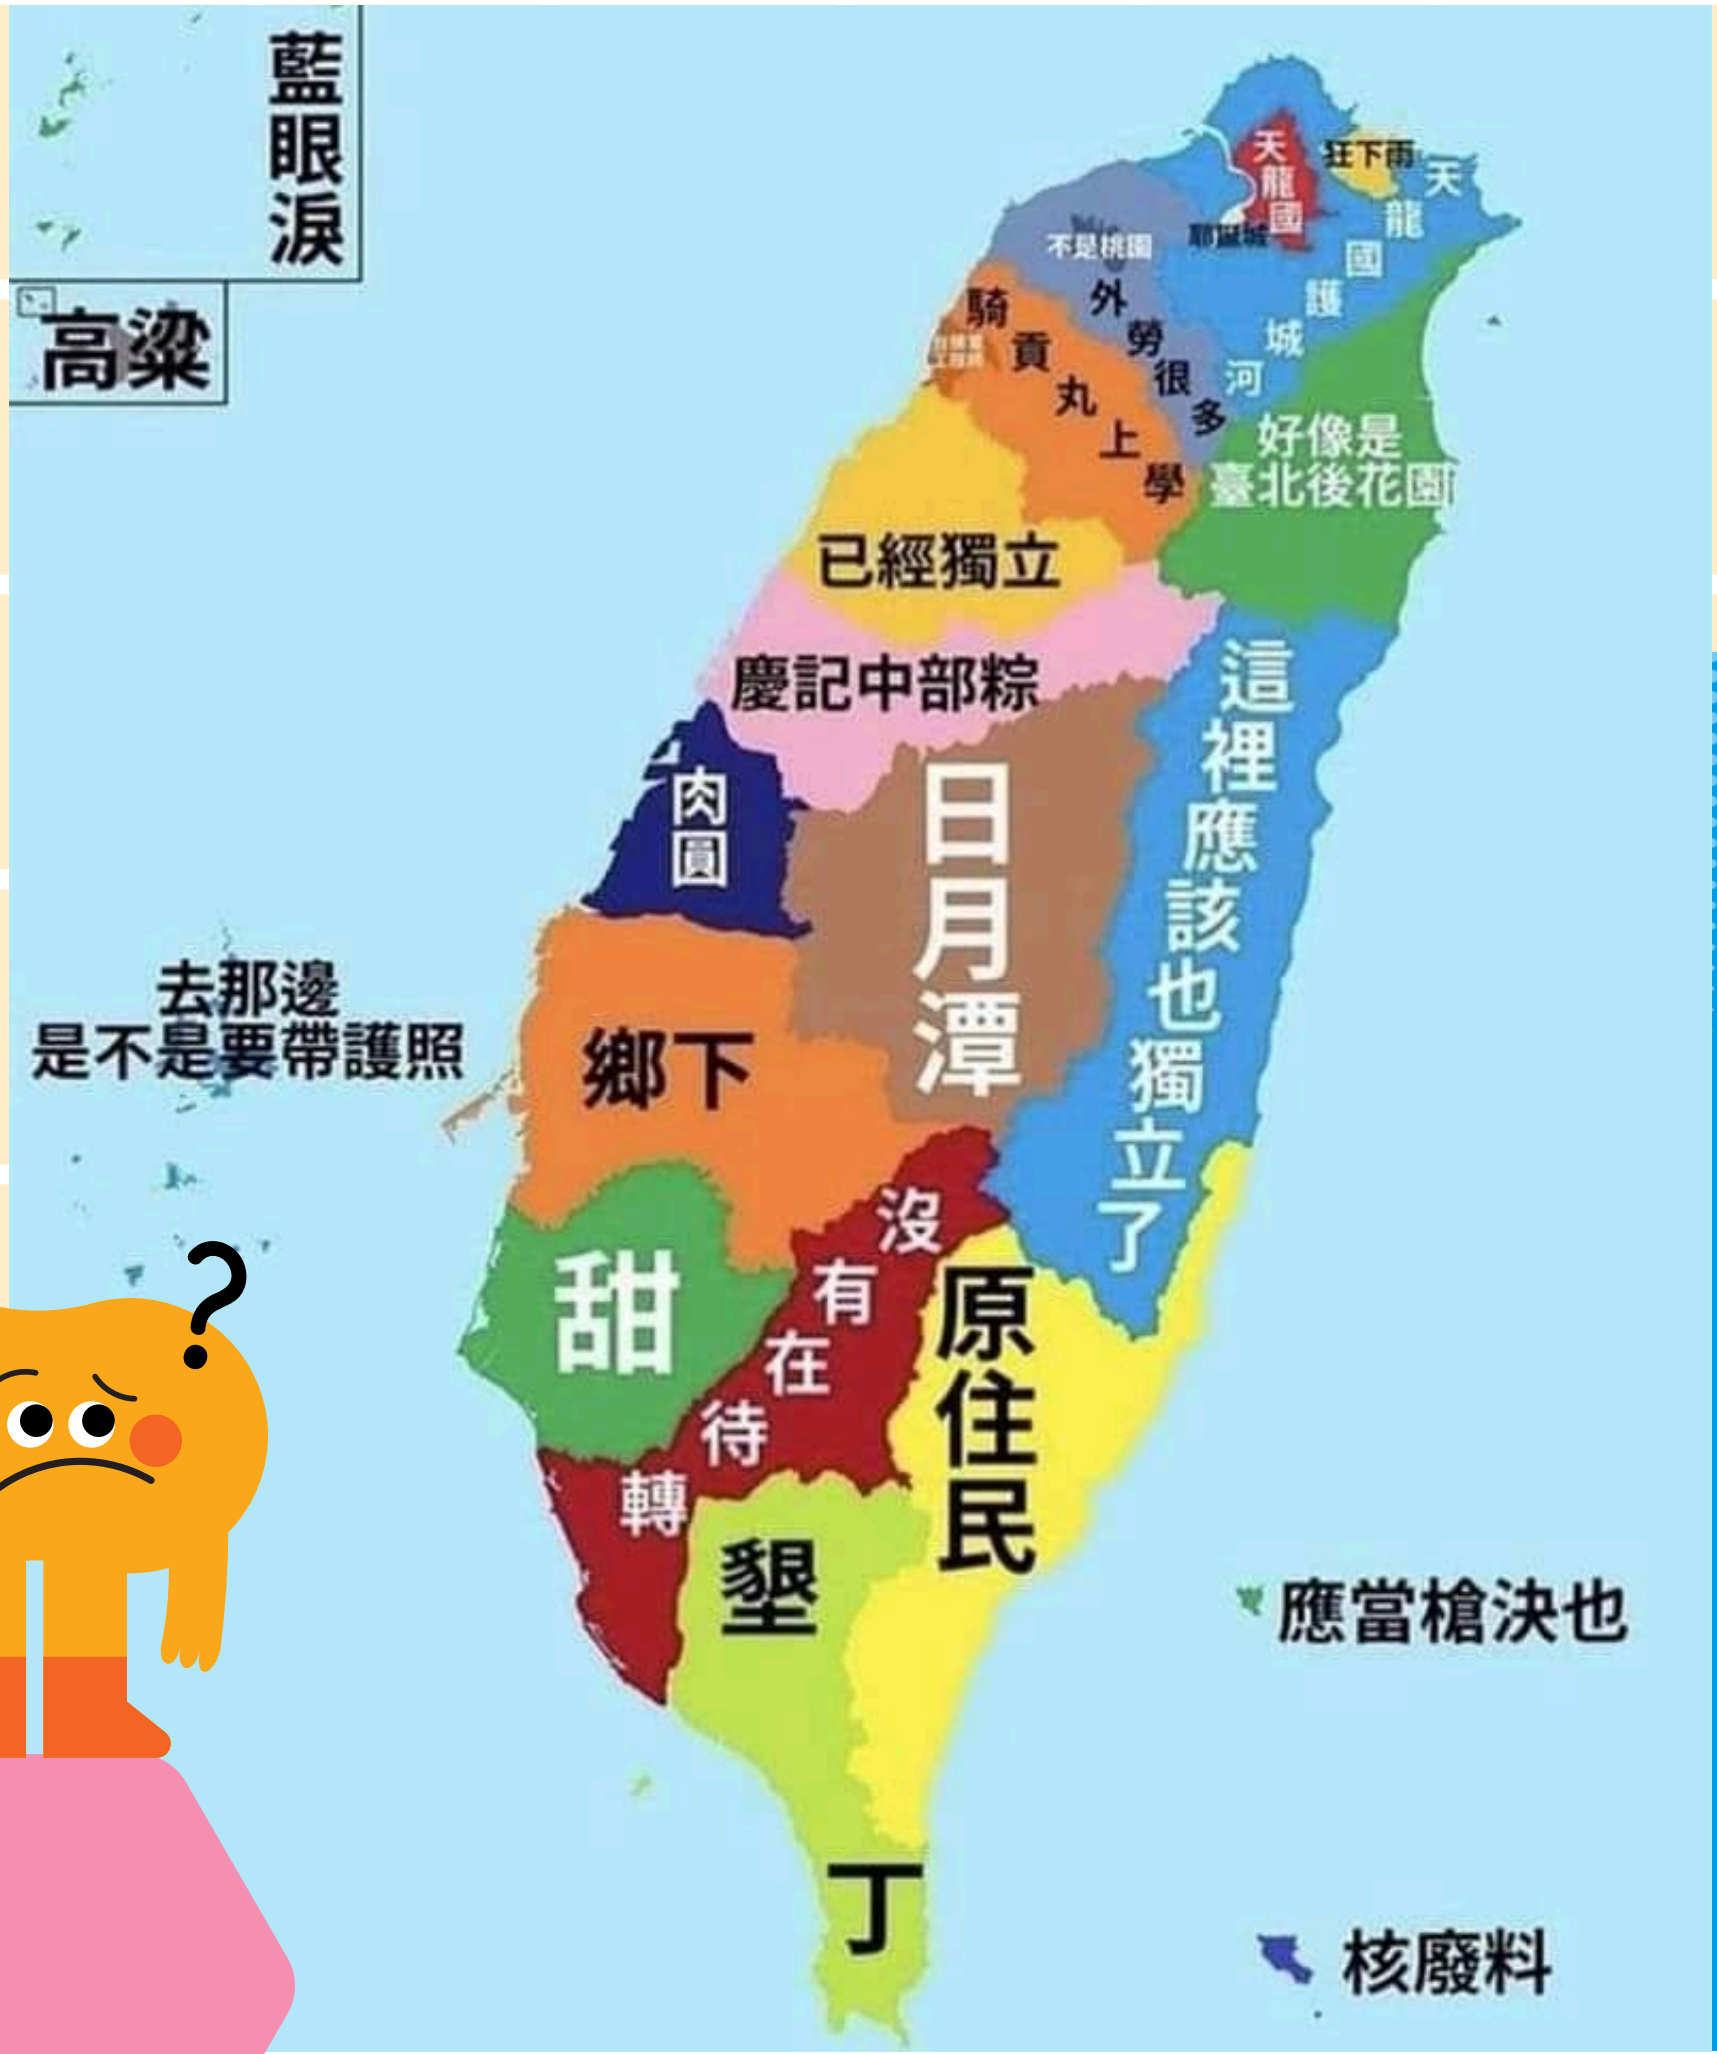 藍眼淚
高粱
天龍國
狂下雨
天龍國護城河
不是桃園
外勞很多
騎貢丸上學
好像是
臺北後花園
已經獨立
慶記中部粽
這裡應該也獨立了
肉圓
日月潭
去那邊
是不是要帶護照
鄉下
沒有在待轉
甜
原住民
?
墾丁
應當槍決也
核廢料